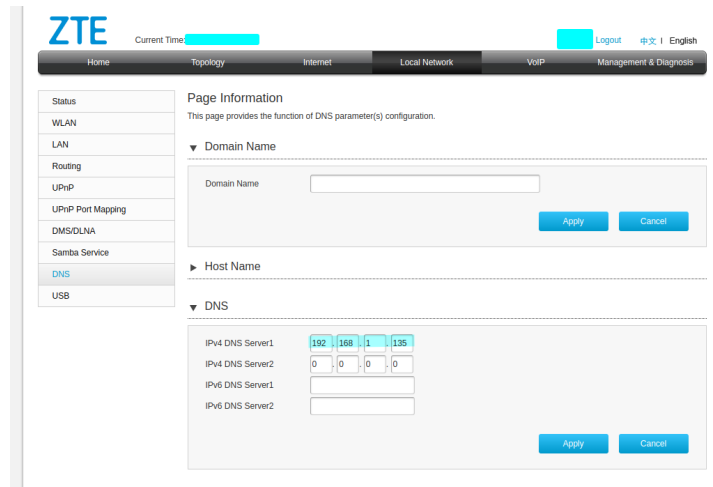 ZTE
Current Time:
Logout 中文 | English
Home Topology Internet Local Network VoIP Management & Diagnosis
Status
WLAN
LAN
Routing
UPnP
UPnP Port Mapping
DMS/DLNA
Samba Service
DNS
USB
Page Information
This page provides the function of DNS parameter(s) configuration.
▼ Domain Name
Domain Name
Apply Cancel
▶ Host Name
▼ DNS
IPv4 DNS Server1 192 . 168 . 1 . 135
IPv4 DNS Server2 0 . 0 . 0 . 0
IPv6 DNS Server1
IPv6 DNS Server2
Apply Cancel